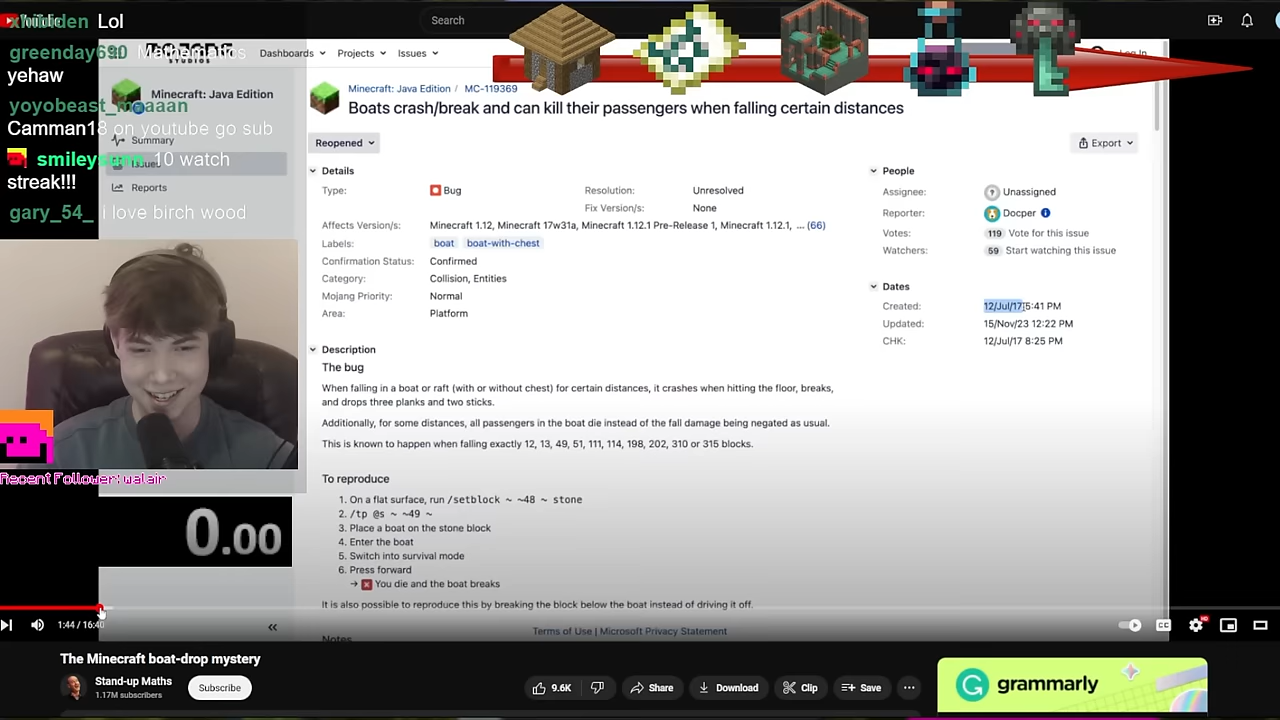 Lol
Search
greenday690 Mathematics
yehaw
STUDIOS
Dashboards Projects Issues
Log In
Minecraft: Java Edition
Minecraft: Java Edition / MC-119369
Boats crash/break and can kill their passengers when falling certain distances
Camman18 on youtube go sub
Summary
Reopened
Export
smileysunn 10 watch
streak!!!
Issues
Reports
gary_54_ i love birch wood
Details
Type: Bug
Resolution: Unresolved
Fix Version/s: None
Affects Version/s: Minecraft 1.12, Minecraft 17w31a, Minecraft 1.12.1 Pre-Release 1, Minecraft 1.12.1, ... (66)
Labels: boat boat-with-chest
Confirmation Status: Confirmed
Category: Collision, Entities
Mojang Priority: Normal
Area: Platform
People
Assignee: Unassigned
Reporter: Docper
Votes: 119 Vote for this issue
Watchers: 59 Start watching this issue
Dates
Created: 12/Jul/17 5:41 PM
Updated: 15/Nov/23 12:22 PM
CHK: 12/Jul/17 8:25 PM
Description
The bug
When falling in a boat or raft (with or without chest) for certain distances, it crashes when hitting the floor, breaks,
and drops three planks and two sticks.
Additionally, for some distances, all passengers in the boat die instead of the fall damage being negated as usual.
This is known to happen when falling exactly 12, 13, 49, 51, 111, 114, 198, 202, 310 or 315 blocks.
To reproduce
1. On a flat surface, run /setblock ~ ~48 ~ stone
2. /tp @s ~ ~49 ~
3. Place a boat on the stone block
4. Enter the boat
5. Switch into survival mode
6. Press forward
→ You die and the boat breaks
It is also possible to reproduce this by breaking the block below the boat instead of driving it off.
Notes
Terms of Use | Microsoft Privacy Statement
Recent Follower: walair
0.00
1:44 / 16:40
CC
HD
The Minecraft boat-drop mystery
Stand-up Maths
1.17M subscribers
Subscribe
9.6K
Share
Download
Clip
Save
grammarly